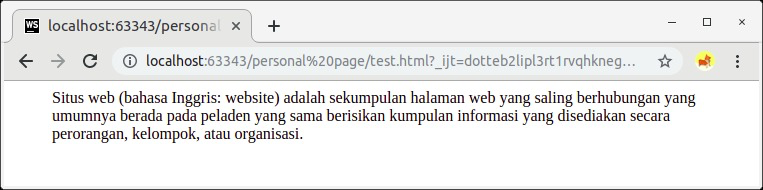 WS localhost:63343/personal
localhost:63343/personal%20page/test.html?_ijt=dotteb2lipl3rt1rvqhkneg…
Situs web (bahasa Inggris: website) adalah sekumpulan halaman web yang saling berhubungan yang
umumnya berada pada peladen yang sama berisikan kumpulan informasi yang disediakan secara
perorangan, kelompok, atau organisasi.